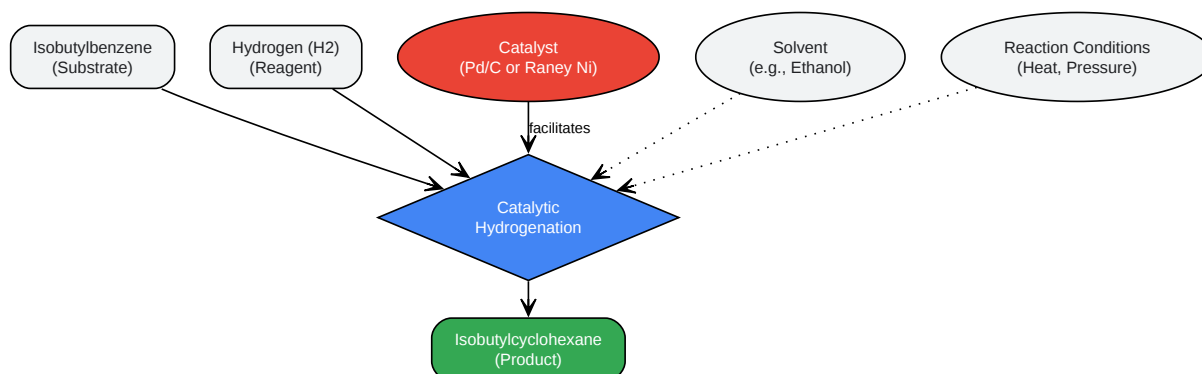 Isobutylbenzene
(Substrate)
Hydrogen (H2)
(Reagent)
Catalyst
(Pd/C or Raney Ni)
Solvent
(e.g., Ethanol)
Reaction Conditions
(Heat, Pressure)
facilitates
Catalytic
Hydrogenation
Isobutylcyclohexane
(Product)